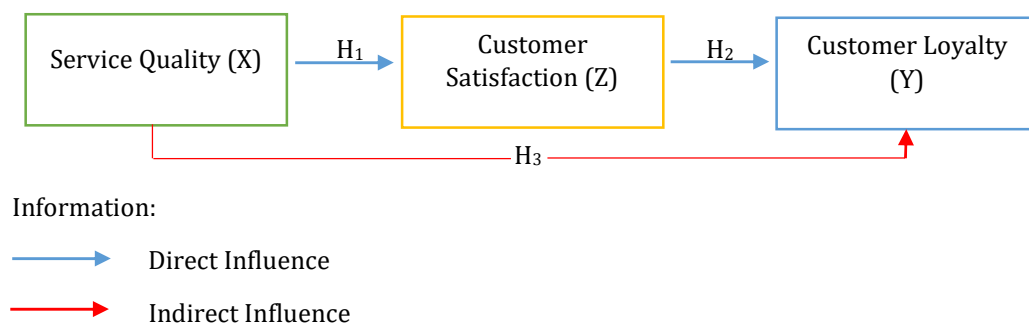 Service Quality (X)
H1
Customer
Satisfaction (Z)
H2
Customer Loyalty
(Y)
H3
Information:
Direct Influence
Indirect Influence